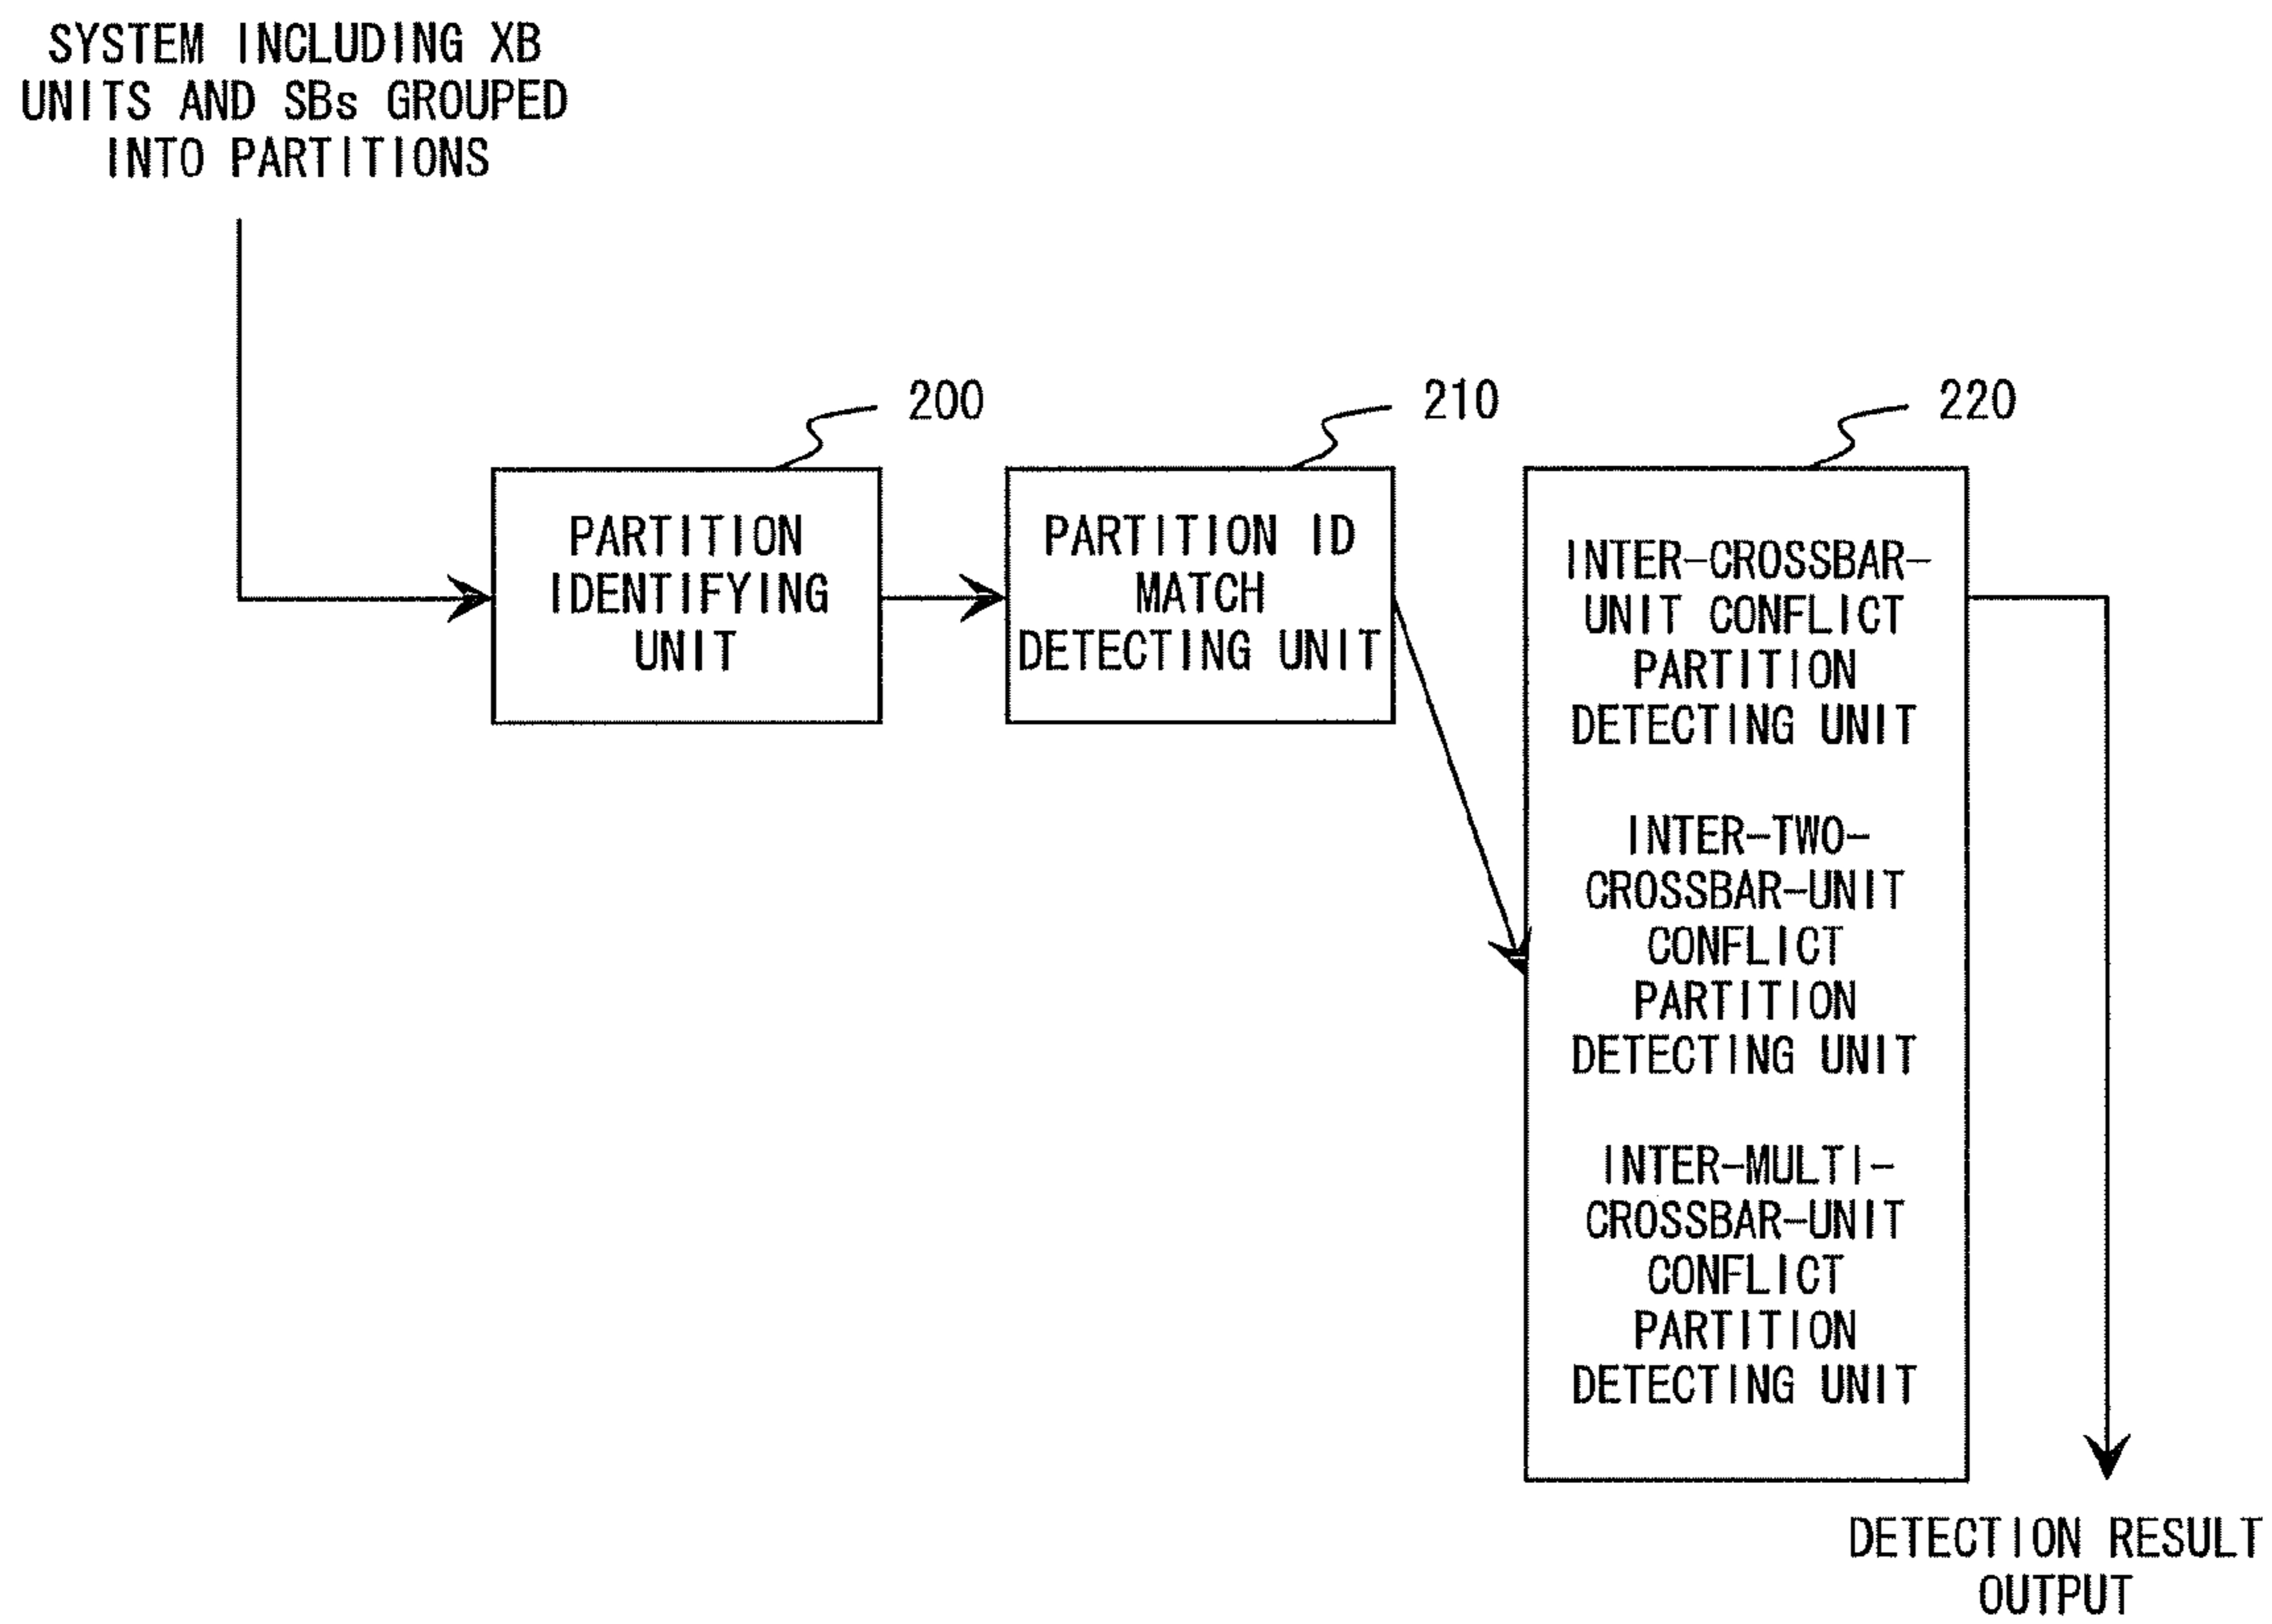 SYSTEM INCLUDING XB
UNITS AND SBs GROUPED
INTO PARTITIONS
200
210
220
PARTITION
IDENTIFYING
UNIT
PARTITION ID
MATCH
DETECTING UNIT
INTER-CROSSBAR-
UNIT CONFLICT
PARTITION
DETECTING UNIT
INTER-TWO-
CROSSBAR-UNIT
CONFLICT
PARTITION
DETECTING UNIT
INTER-MULTI-
CROSSBAR-UNIT
CONFLICT
PARTITION
DETECTING UNIT
DETECTION RESULT
OUTPUT